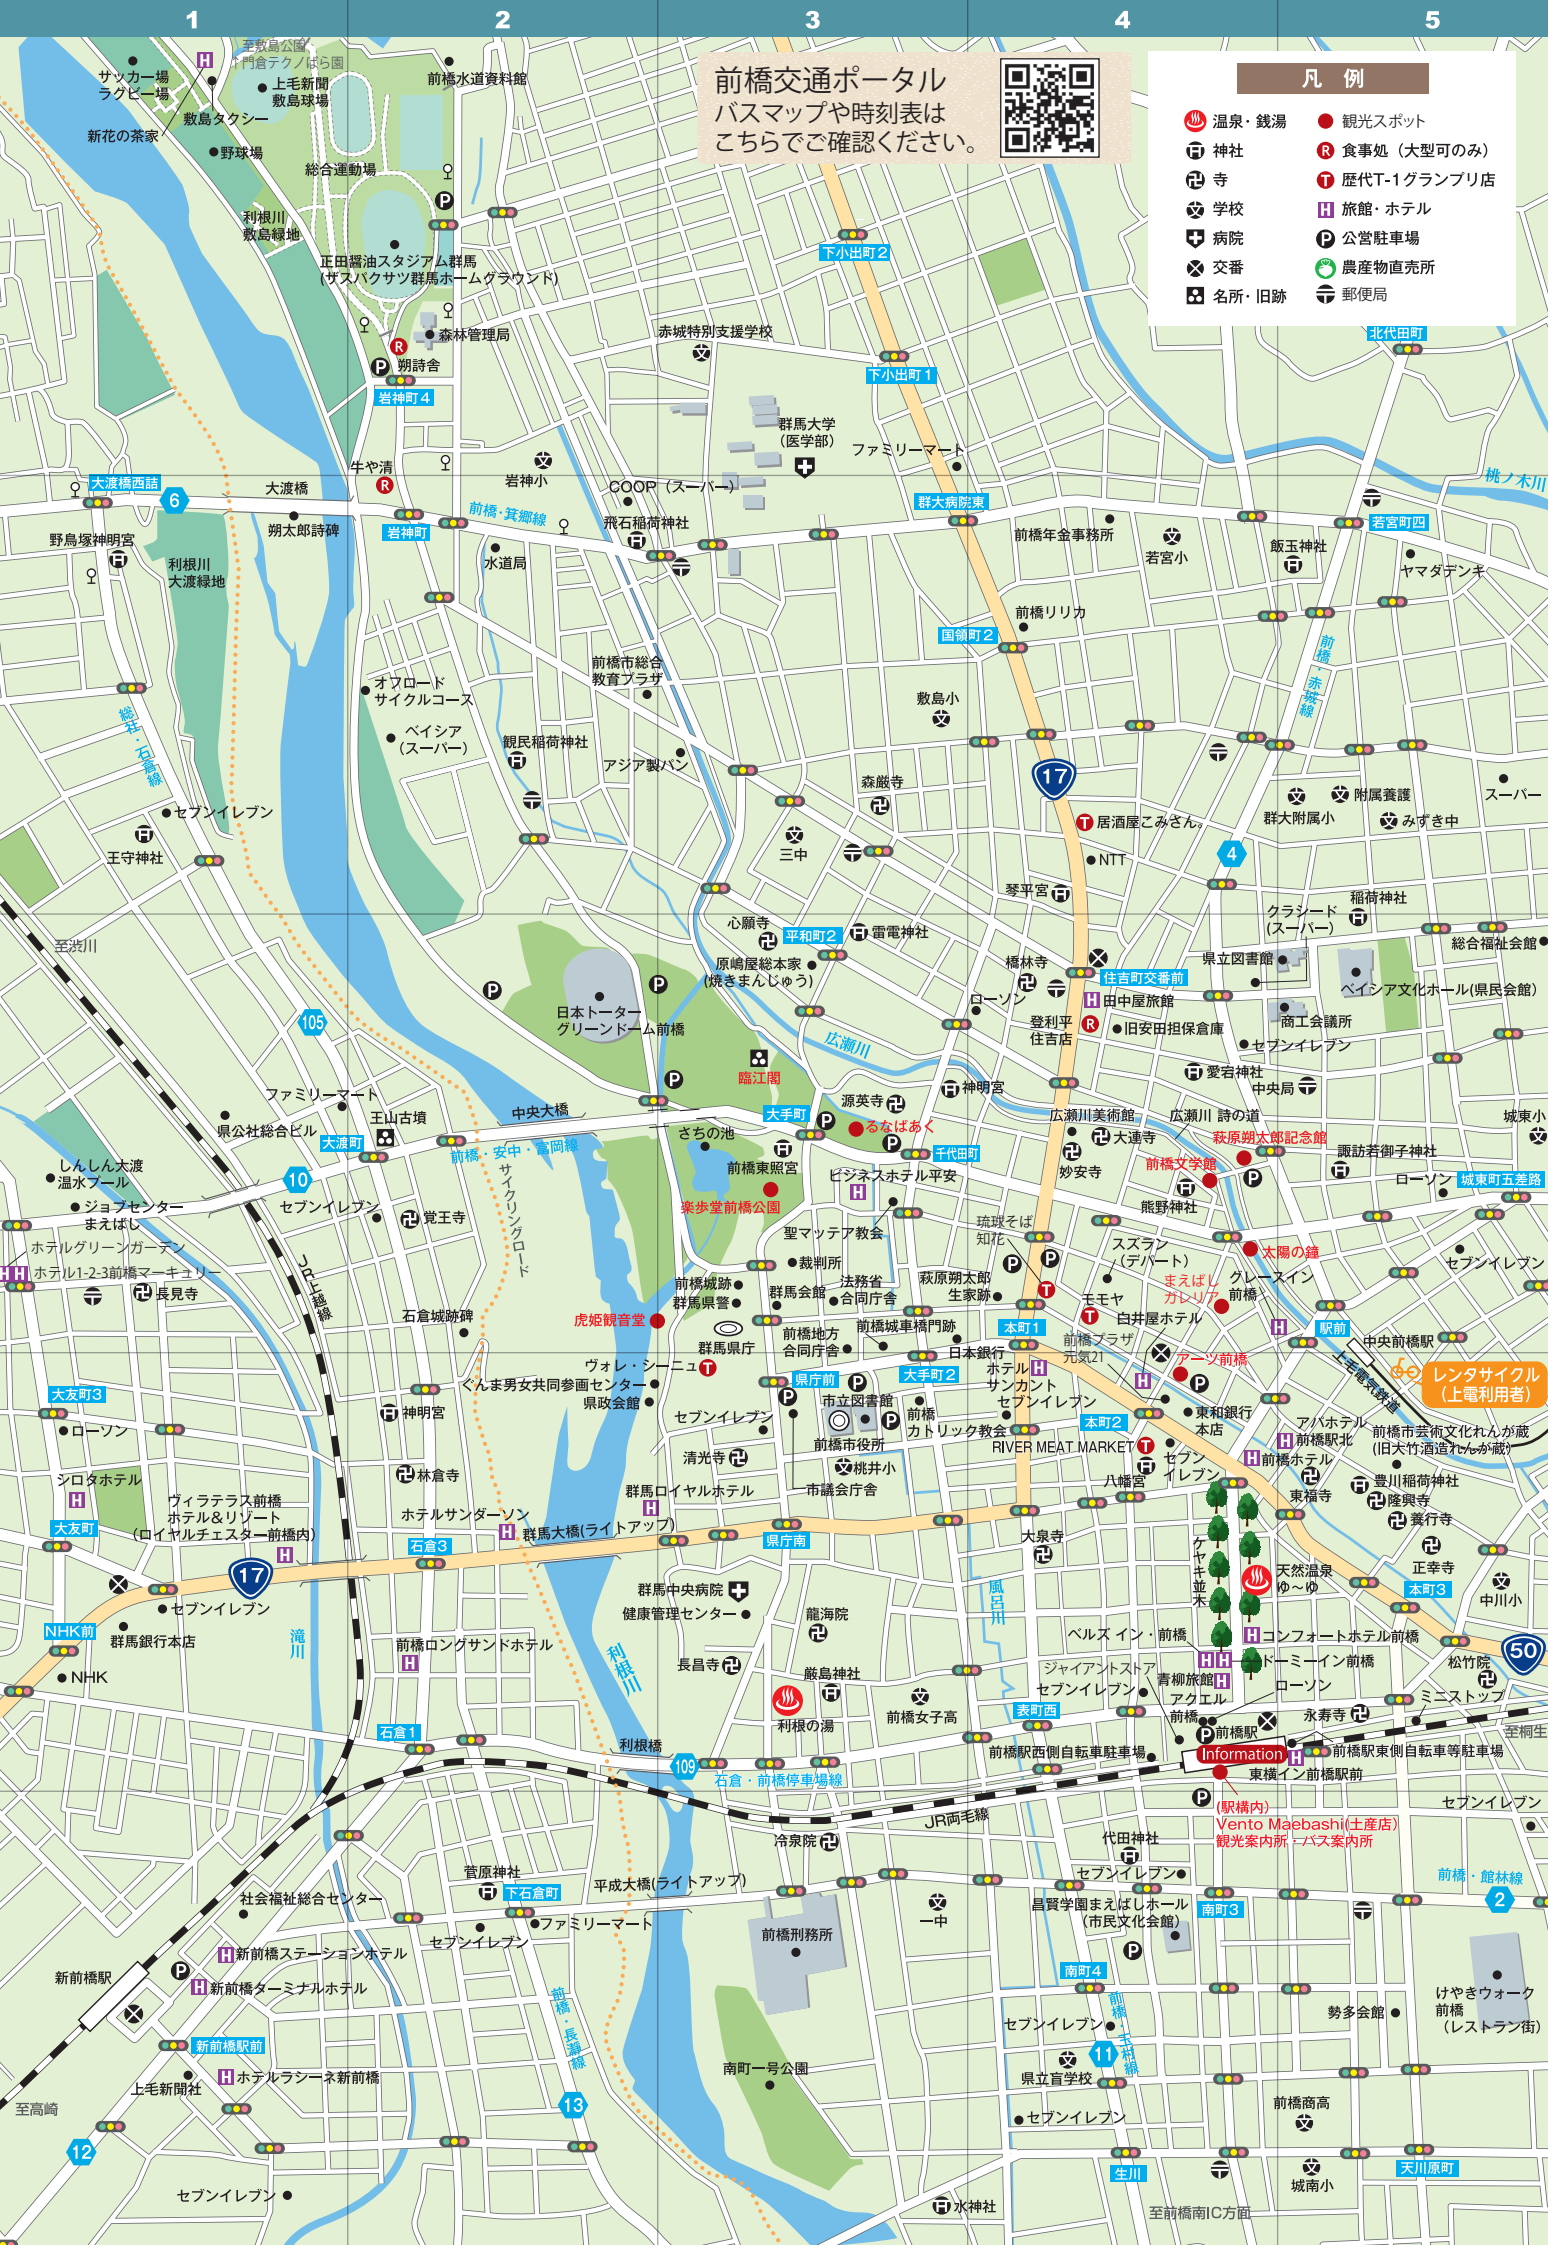 1
2
3
4
5
前橋交通ポータル
バスマップや時刻表は
こちらでご確認ください。
凡 例
温泉・銭湯
観光スポット
神社
食事処（大型可のみ）
寺
歴代T-1グランプリ店
学校
旅館・ホテル
病院
公営駐車場
交番
農産物直売所
名所・旧跡
郵便局
至敷島公園
門倉テクノばら園
サッカー場
ラグビー場
上毛新聞
敷島球場
敷島タクシー
新花の茶家
野球場
前橋水道資料館
総合運動場
利根川
敷島緑地
正田醤油スタジアム群馬
(ザスパクサツ群馬ホームグラウンド)
森林管理局
朔詩舎
岩神町4
下小出町2
赤城特別支援学校
下小出町1
北代田町
群馬大学
（医学部）
ファミリーマート
牛や清
岩神小
COOP（スーパー）
大渡橋西詰
6
大渡橋
朔太郎詩碑
岩神町
前橋・箕郷線
飛石稲荷神社
水道局
群大病院東
前橋年金事務所
若宮小
飯玉神社
若宮町四
桃ノ木川
ヤマダデンキ
野鳥塚神明宮
利根川
大渡緑地
前橋リリカ
国領町2
前橋・赤城線
前橋市総合
教育プラザ
オフロード
サイクルコース
ベイシア
（スーパー）
観民稲荷神社
アジア製パン
敷島小
総社・石倉線
17
森厳寺
居酒屋こみさん。
群大附属小
附属養護
みずき中
スーパー
セブンイレブン
王守神社
三中
NTT
4
琴平宮
稲荷神社
クラシード
（スーパー）
心願寺
平和町2
雷電神社
総合福祉会館
至渋川
原嶋屋総本家
(焼きまんじゅう)
橋林寺
住吉町交番前
県立図書館
ベイシア文化ホール(県民会館)
日本トーター
グリーンドーム前橋
ローソン
田中屋旅館
登利平
住吉店
旧安田担保倉庫
商工会議所
セブンイレブン
105
広瀬川
臨江閣
愛宕神社
中央局
ファミリーマート
王山古墳
県公社総合ビル
中央大橋
大手町
源英寺
るなぱあく
神明宮
広瀬川美術館
広瀬川 詩の道
城東小
大渡町
前橋・安中・富岡線
さちの池
前橋東照宮
千代田町
大蓮寺
妙安寺
萩原朔太郎記念館
前橋文学館
諏訪若御子神社
しんしん大渡
温水プール
10
サイクリングロード
楽歩堂前橋公園
ビジネスホテル平安
熊野神社
ローソン
城東町五差路
ジョブセンター
まえばし
セブンイレブン
覚王寺
聖マッテア教会
琉球そば
知花
スズラン
（デパート）
太陽の鐘
ホテルグリーンガーデン
ホテル1-2-3前橋マーキュリー
長見寺
JR上越線
裁判所
前橋城跡
群馬県警
群馬会館
法務省
合同庁舎
萩原朔太郎
生家跡
まえばし
ガレリア
グレースイン
前橋
セブンイレブン
石倉城跡碑
虎姫観音堂
群馬県庁
前橋地方
合同庁舎
前橋城車橋門跡
本町1
モモヤ
白井屋ホテル
駅前
中央前橋駅
日本銀行
前橋プラザ
元気21
アーツ前橋
上毛電気鉄道
レンタサイクル
（上電利用者）
ヴォレ・シーニュ
ぐんま男女共同参画センター
県政会館
県庁前
大手町2
ホテル
サンカント
セブンイレブン
大友町3
神明宮
市立図書館
前橋
カトリック教会
本町2
東和銀行
本店
アパホテル
前橋駅北
前橋市芸術文化れんが蔵
(旧大竹酒造れんが蔵)
ローソン
セブンイレブン
前橋市役所
RIVER MEAT MARKET
セブン
イレブン
前橋ホテル
シロタホテル
林倉寺
清光寺
桃井小
八幡宮
東福寺
豊川稲荷神社
隆興寺
養行寺
ヴィラテラス前橋
ホテル＆リゾート
（ロイヤルチェスター前橋内）
ホテルサンダーソン
群馬ロイヤルホテル
市議会庁舎
大友町
石倉3
群馬大橋(ライトアップ)
県庁南
大泉寺
ケヤキ並木
天然温泉
ゆ〜ゆ
正幸寺
17
本町3
中川小
セブンイレブン
群馬銀行本店
群馬中央病院
健康管理センター
龍海院
風呂川
NHK前
NHK
滝川
前橋ロングサンドホテル
利根川
長昌寺
厳島神社
利根の湯
ベルズ イン・前橋
コンフォートホテル前橋
50
ジャイアントストア
ドーミーイン前橋
松竹院
セブンイレブン
青柳旅館
前橋女子高
アクエル
前橋
ローソン
永寿寺
ミニストップ
石倉1
表町西
前橋駅
至桐生
利根橋
109
石倉・前橋停車場線
前橋駅西側自転車駐車場
Information
前橋駅東側自転車等駐車場
東横イン前橋駅前
JR両毛線
(駅構内)
Vento Maebashi(土産店)
観光案内所・バス案内所
セブンイレブン
冷泉院
代田神社
菅原神社
平成大橋(ライトアップ)
セブンイレブン
前橋・館林線
2
社会福祉総合センター
下石倉町
ファミリーマート
セブンイレブン
一中
昌賢学園まえばしホール
（市民文化会館）
南町3
前橋刑務所
新前橋ステーションホテル
新前橋駅
新前橋ターミナルホテル
前橋・長瀞線
南町4
前橋・玉村線
けやきウォーク
前橋
（レストラン街）
勢多会館
新前橋駅前
セブンイレブン
11
上毛新聞社
ホテルラシーネ新前橋
南町一号公園
県立盲学校
至高崎
13
前橋商高
セブンイレブン
12
生川
城南小
天川原町
セブンイレブン
水神社
至前橋南IC方面